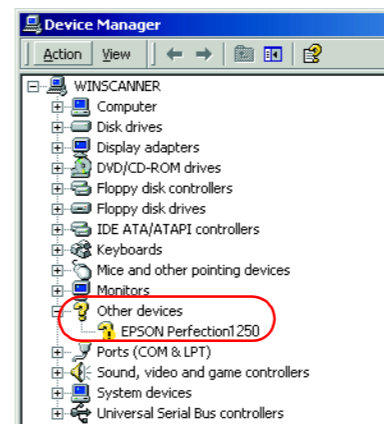 Device Manager
Action View
WINSCANNER
Computer
Disk drives
Display adapters
DVD/CD-ROM drives
Floppy disk controllers
Floppy disk drives
IDE ATA/ATAPI controllers
Keyboards
Mice and other pointing devices
Monitors
Other devices
EPSON Perfection1250
Ports (COM & LPT)
Sound, video and game controllers
System devices
Universal Serial Bus controllers